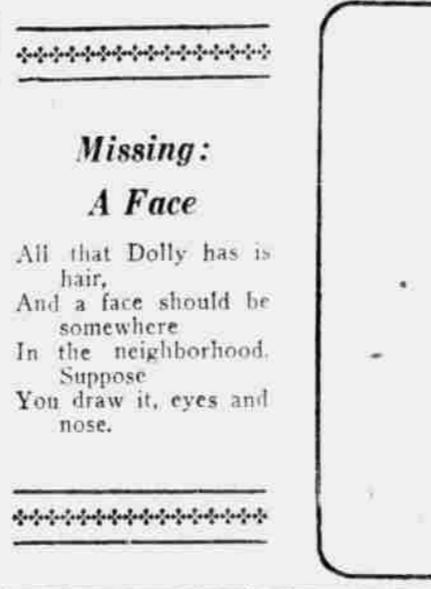 Missing:
A Face
All that Dolly has is
hair,
And a face should be
somewhere
In the neighborhood.
Suppose
You draw it, eyes and
nose.